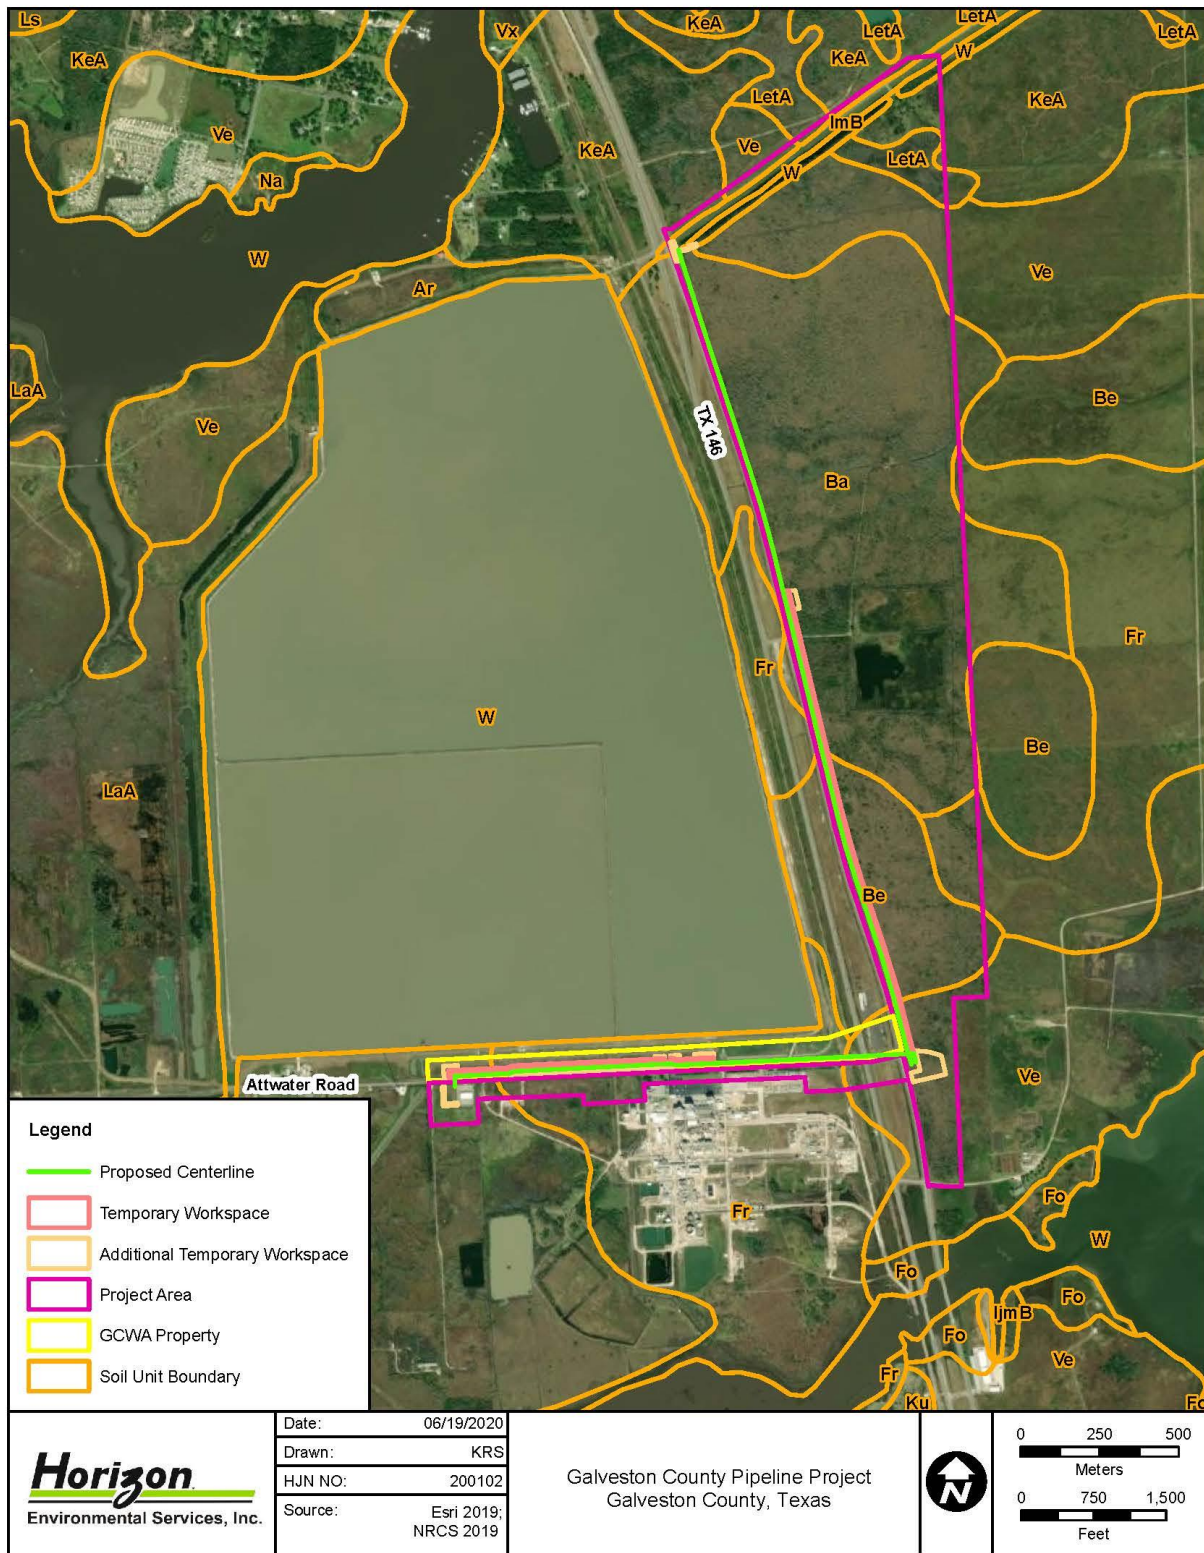 Ls
KeA
Vx
KeA
LetA
LetA
LetA
W
KeA
LetA
KeA
Ve
ImB
Ve
LetA
KeA
Na
W
W
Ve
Ar
LaA
Be
Ve
TX 146
Ba
Fr
Fr
W
Be
LaA
Be
Attwater Road
Ve
Fo
Fr
W
Fo
Fo
IjmB
Fo
Ve
Fr
Ku
Fo
Legend
Proposed Centerline
Temporary Workspace
Additional Temporary Workspace
Project Area
GCWA Property
Soil Unit Boundary
Horizon
Environmental Services, Inc.
Date: 06/19/2020
Drawn: KRS
HJN NO: 200102
Source: Esri 2019;
NRCS 2019
Galveston County Pipeline Project
Galveston County, Texas
N
0 250 500
Meters
0 750 1,500
Feet